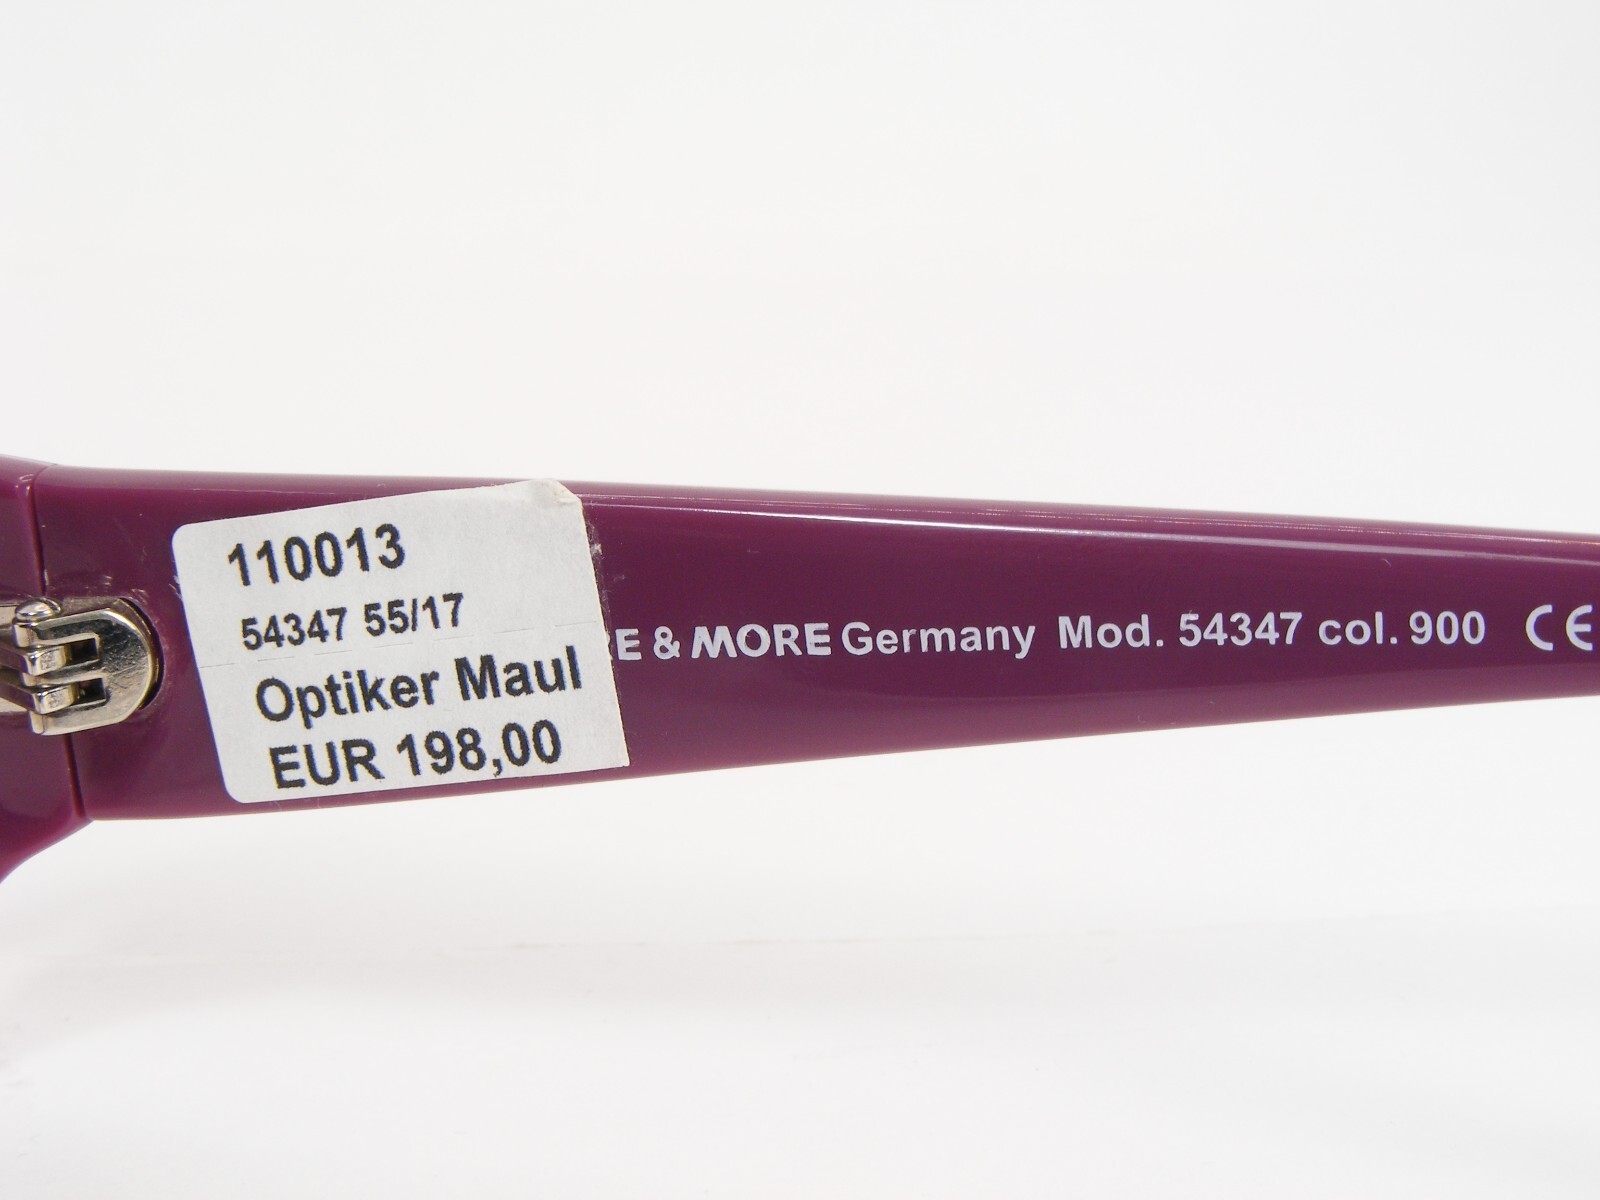 110013
54347 55/17
Optiker Maul
EUR 198,00
E & MORE Germany Mod. 54347 col. 900 CE